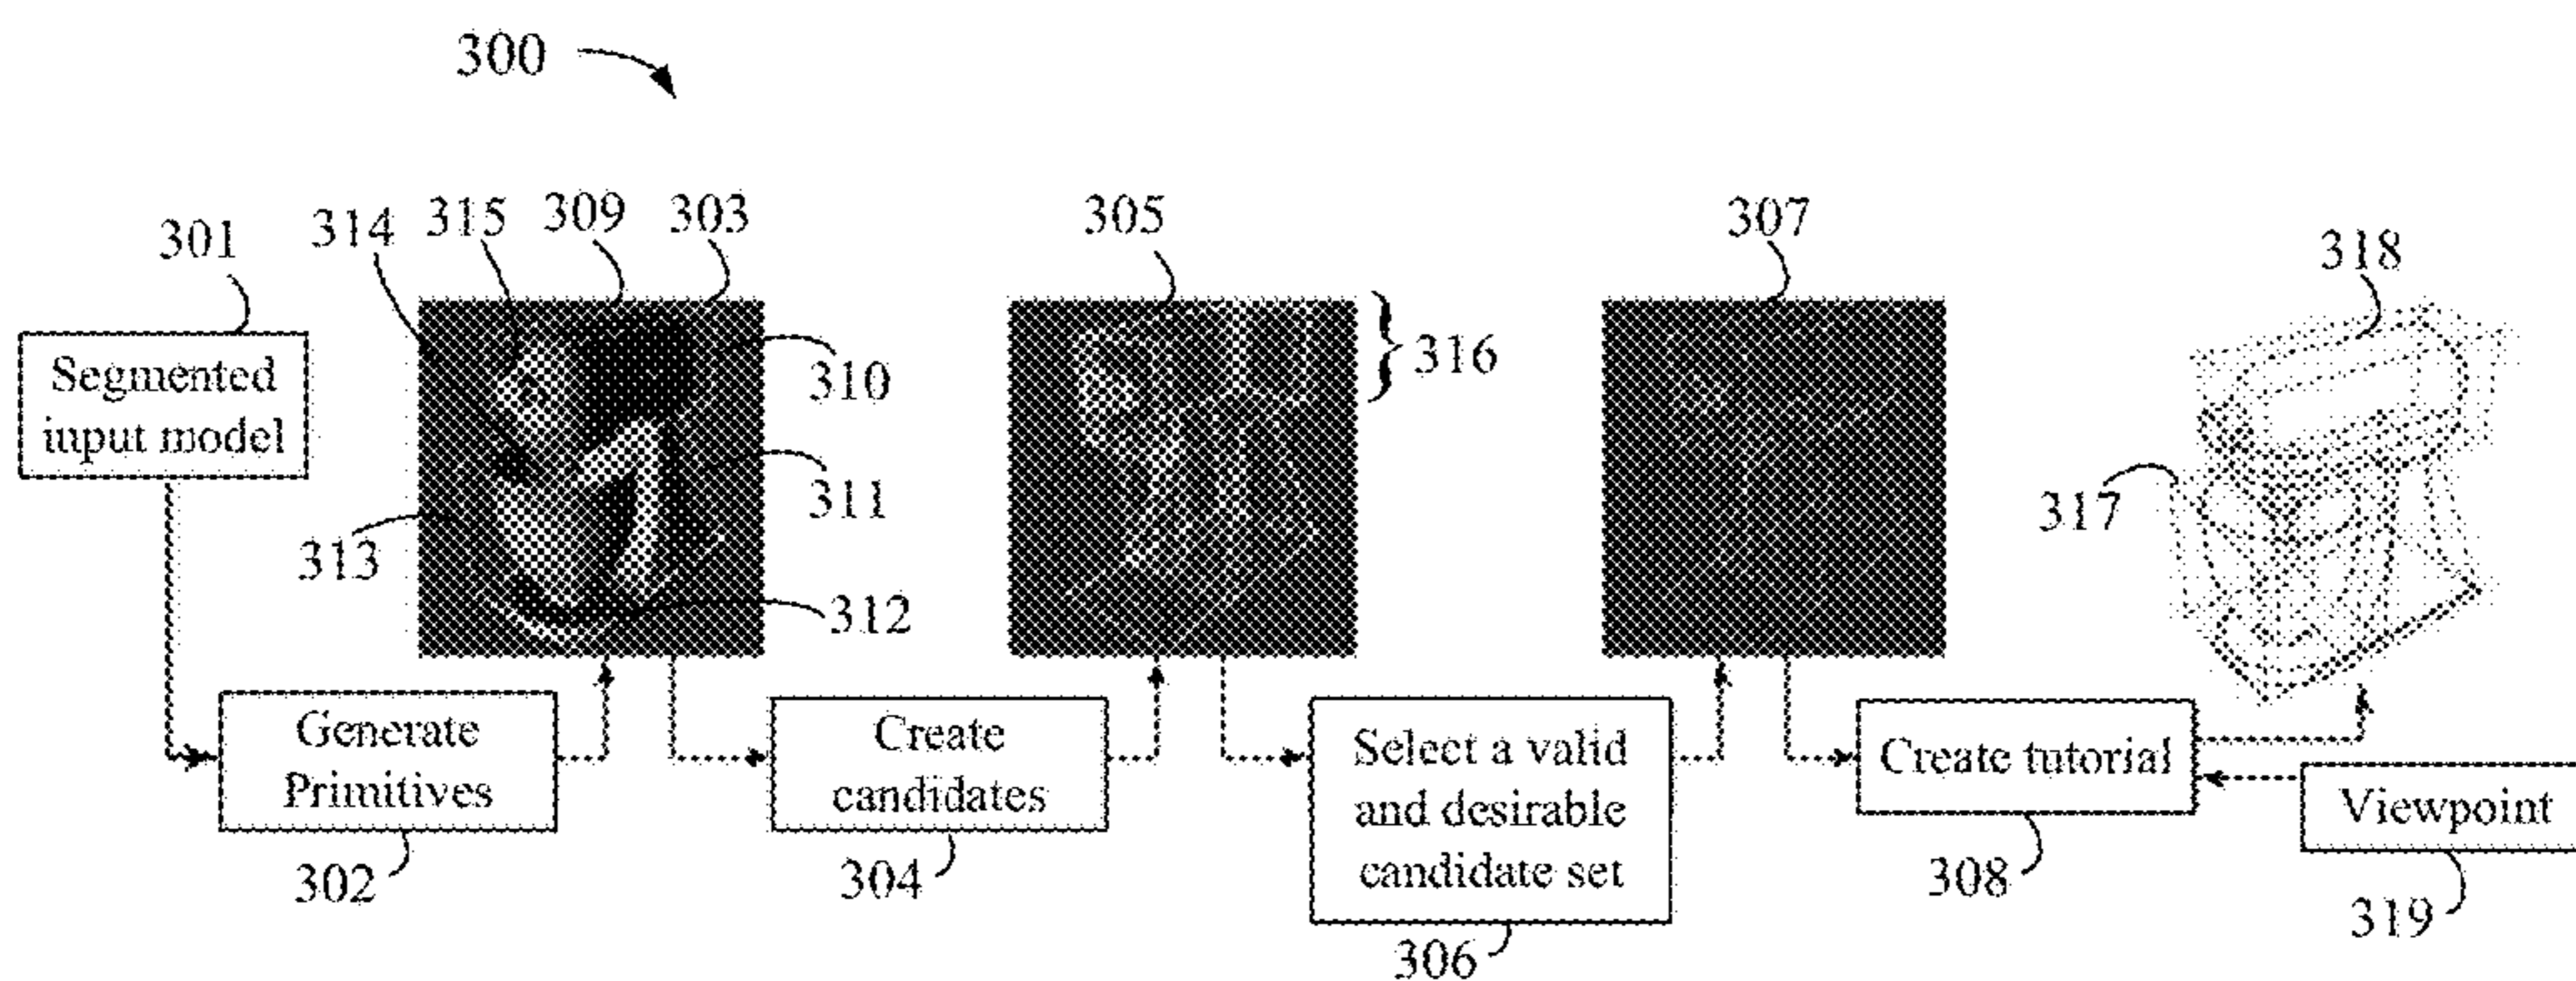 300
301
314
315
309
303
305
307
318
Segmented
input model
310
316
311
317
313
312
Generate
Primitives
Create
candidates
Select a valid
and desirable
candidate set
Create tutorial
Viewpoint
302
304
306
308
319